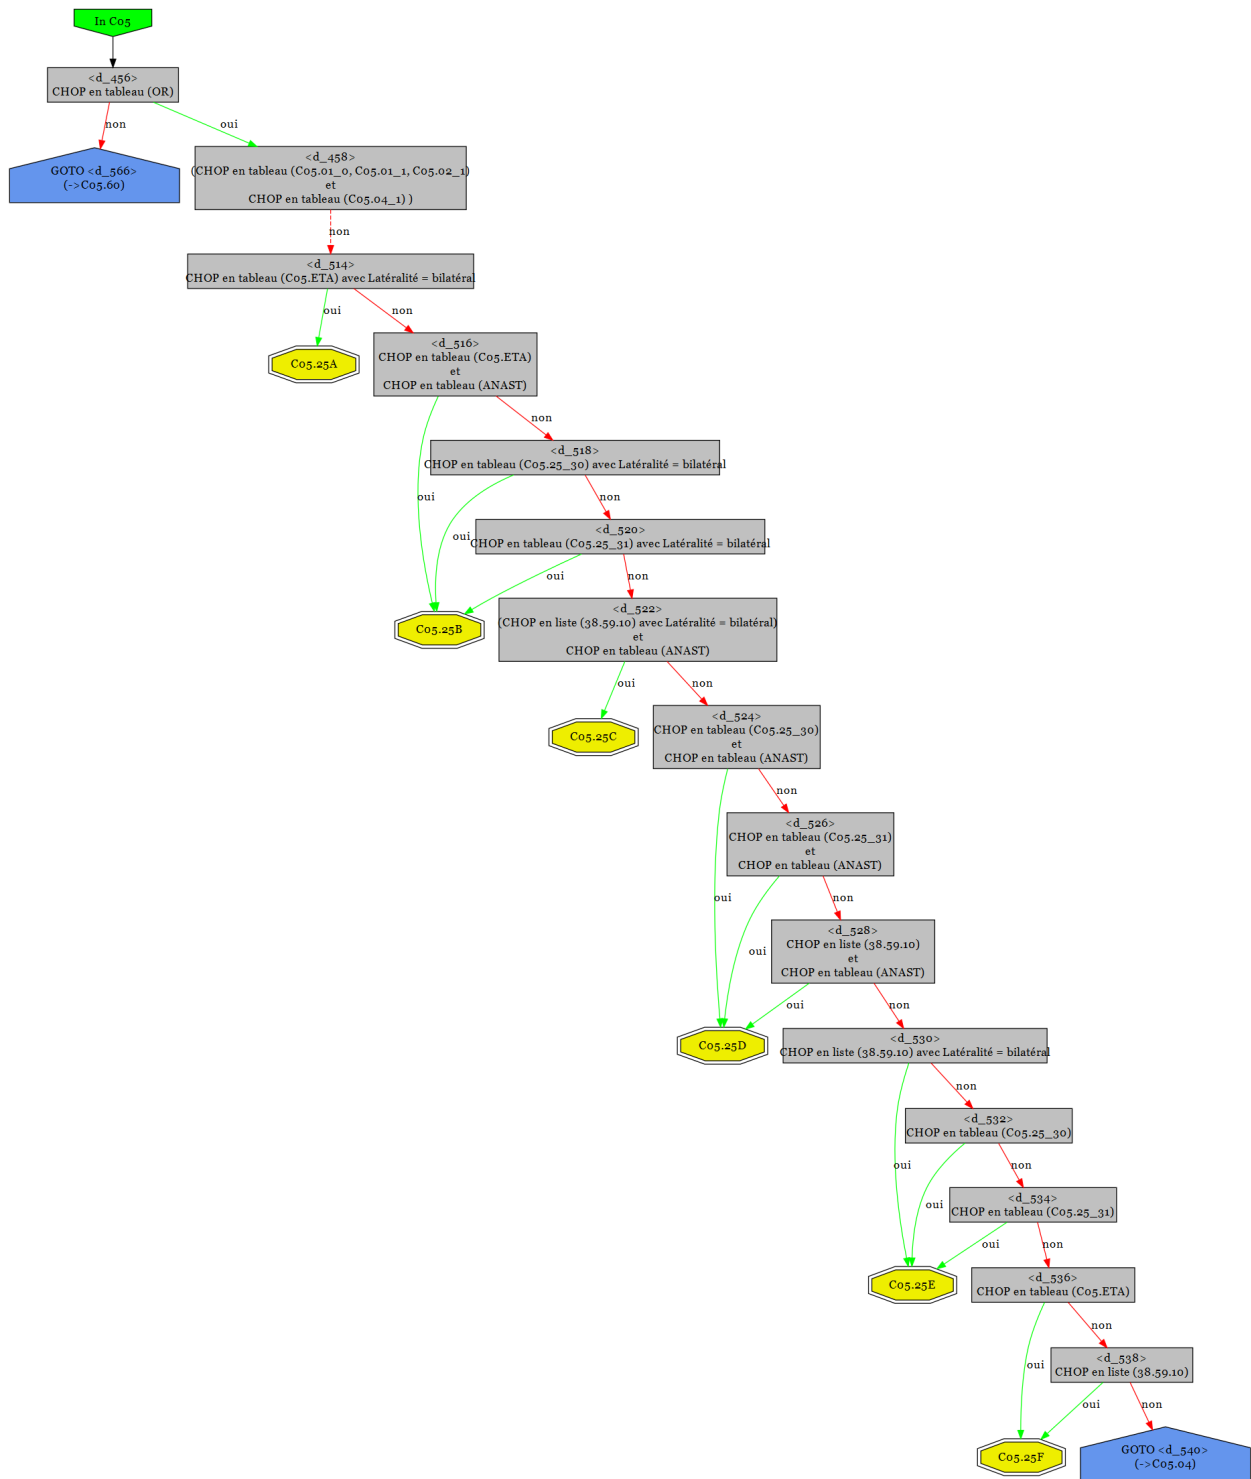 In C05
<d_456>
CHOP en tableau (OR)
non
oui
GOTO <d_566>
(->C05.60)
<d_458>
(CHOP en tableau (C05.01_0, C05.01_1, C05.02_1)
et
CHOP en tableau (C05.04_1) )
non
<d_514>
CHOP en tableau (C05.ETA) avec Latéralité = bilatéral
oui
non
C05.25A
<d_516>
CHOP en tableau (C05.ETA)
et
CHOP en tableau (ANAST)
oui
non
<d_518>
CHOP en tableau (C05.25_30) avec Latéralité = bilatéral
oui
non
<d_520>
CHOP en tableau (C05.25_31) avec Latéralité = bilatéral
oui
non
C05.25B
<d_522>
(CHOP en liste (38.59.10) avec Latéralité = bilatéral)
et
CHOP en tableau (ANAST)
oui
non
C05.25C
<d_524>
CHOP en tableau (C05.25_30)
et
CHOP en tableau (ANAST)
oui
non
<d_526>
CHOP en tableau (C05.25_31)
et
CHOP en tableau (ANAST)
oui
non
<d_528>
CHOP en liste (38.59.10)
et
CHOP en tableau (ANAST)
oui
non
C05.25D
<d_530>
CHOP en liste (38.59.10) avec Latéralité = bilatéral
oui
non
<d_532>
CHOP en tableau (C05.25_30)
oui
non
<d_534>
CHOP en tableau (C05.25_31)
oui
non
C05.25E
<d_536>
CHOP en tableau (C05.ETA)
oui
non
<d_538>
CHOP en liste (38.59.10)
oui
non
C05.25F
GOTO <d_540>
(->C05.04)